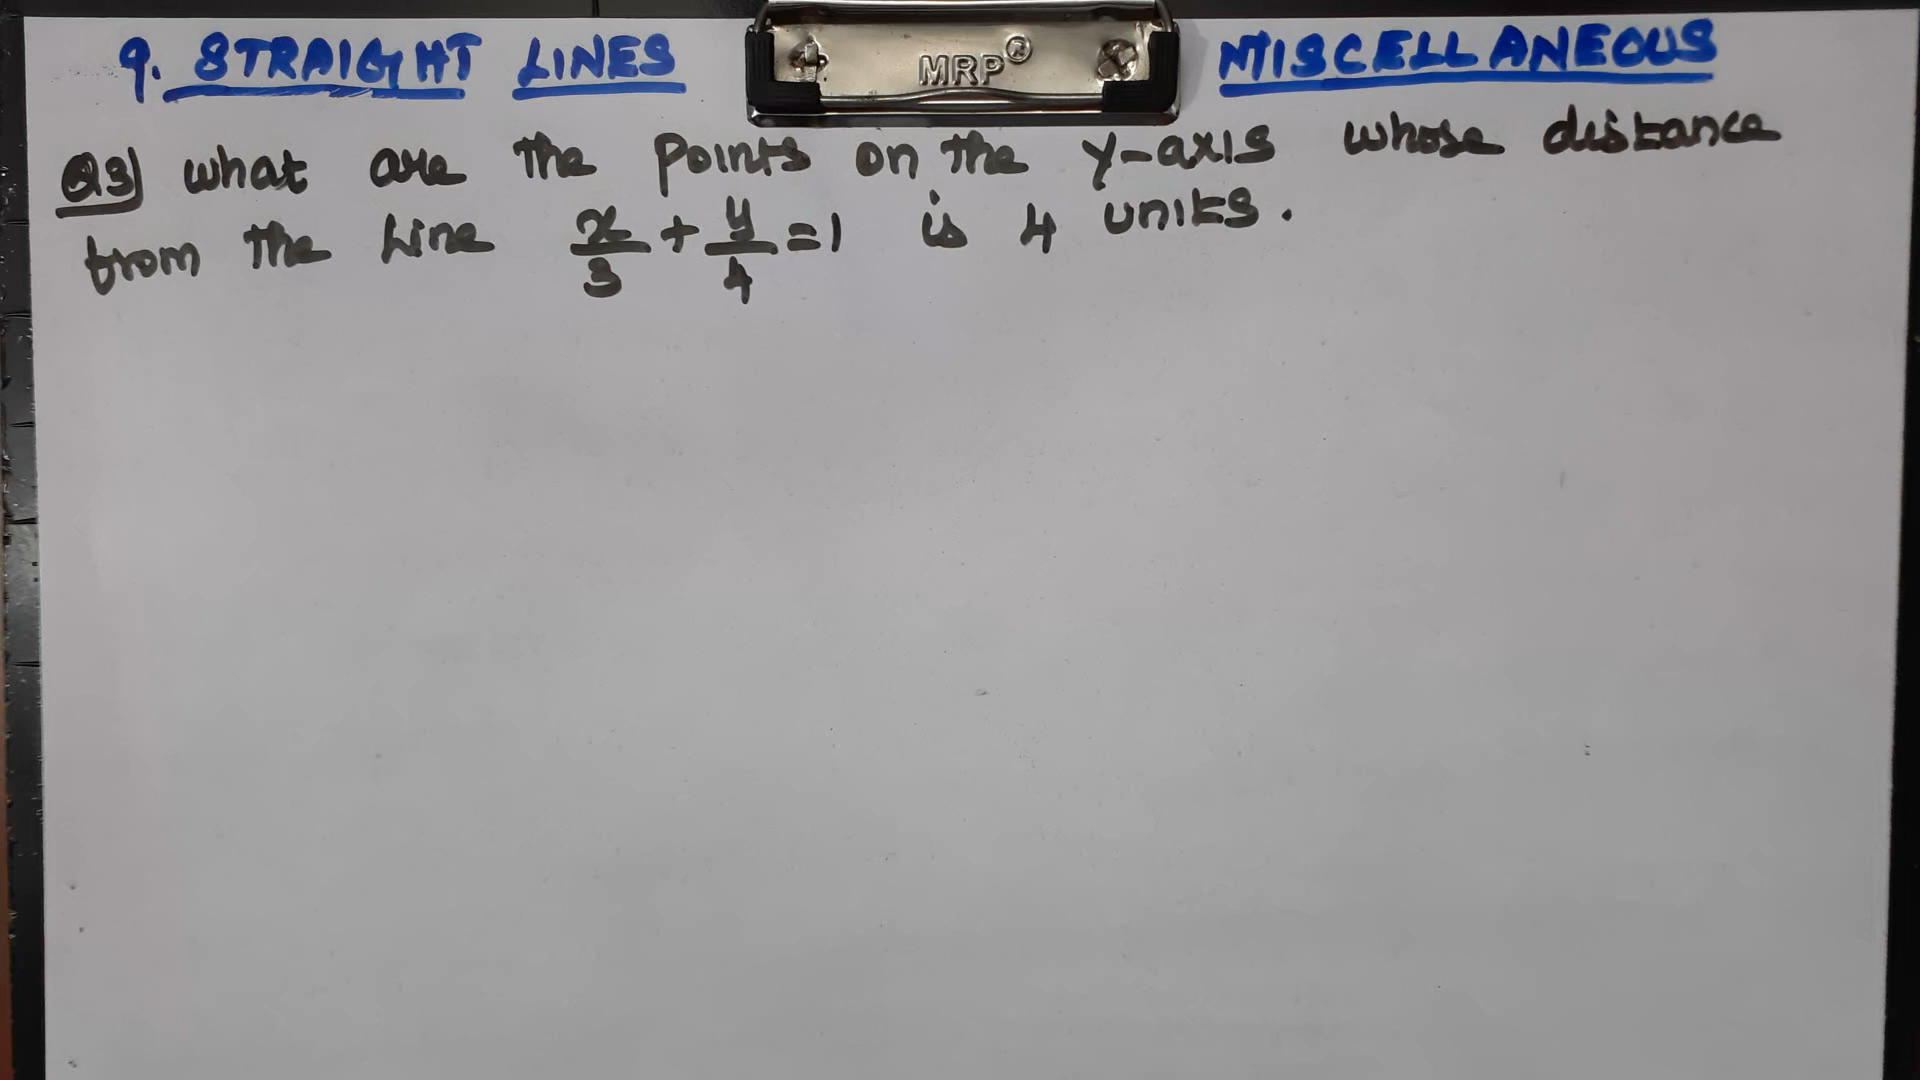 9. STRAIGHT LINES MRP® MISCELLANEOUS
Q3) what are the points on the y-axis whose distance
from the line x/3 + y/4 = 1 is 4 units.